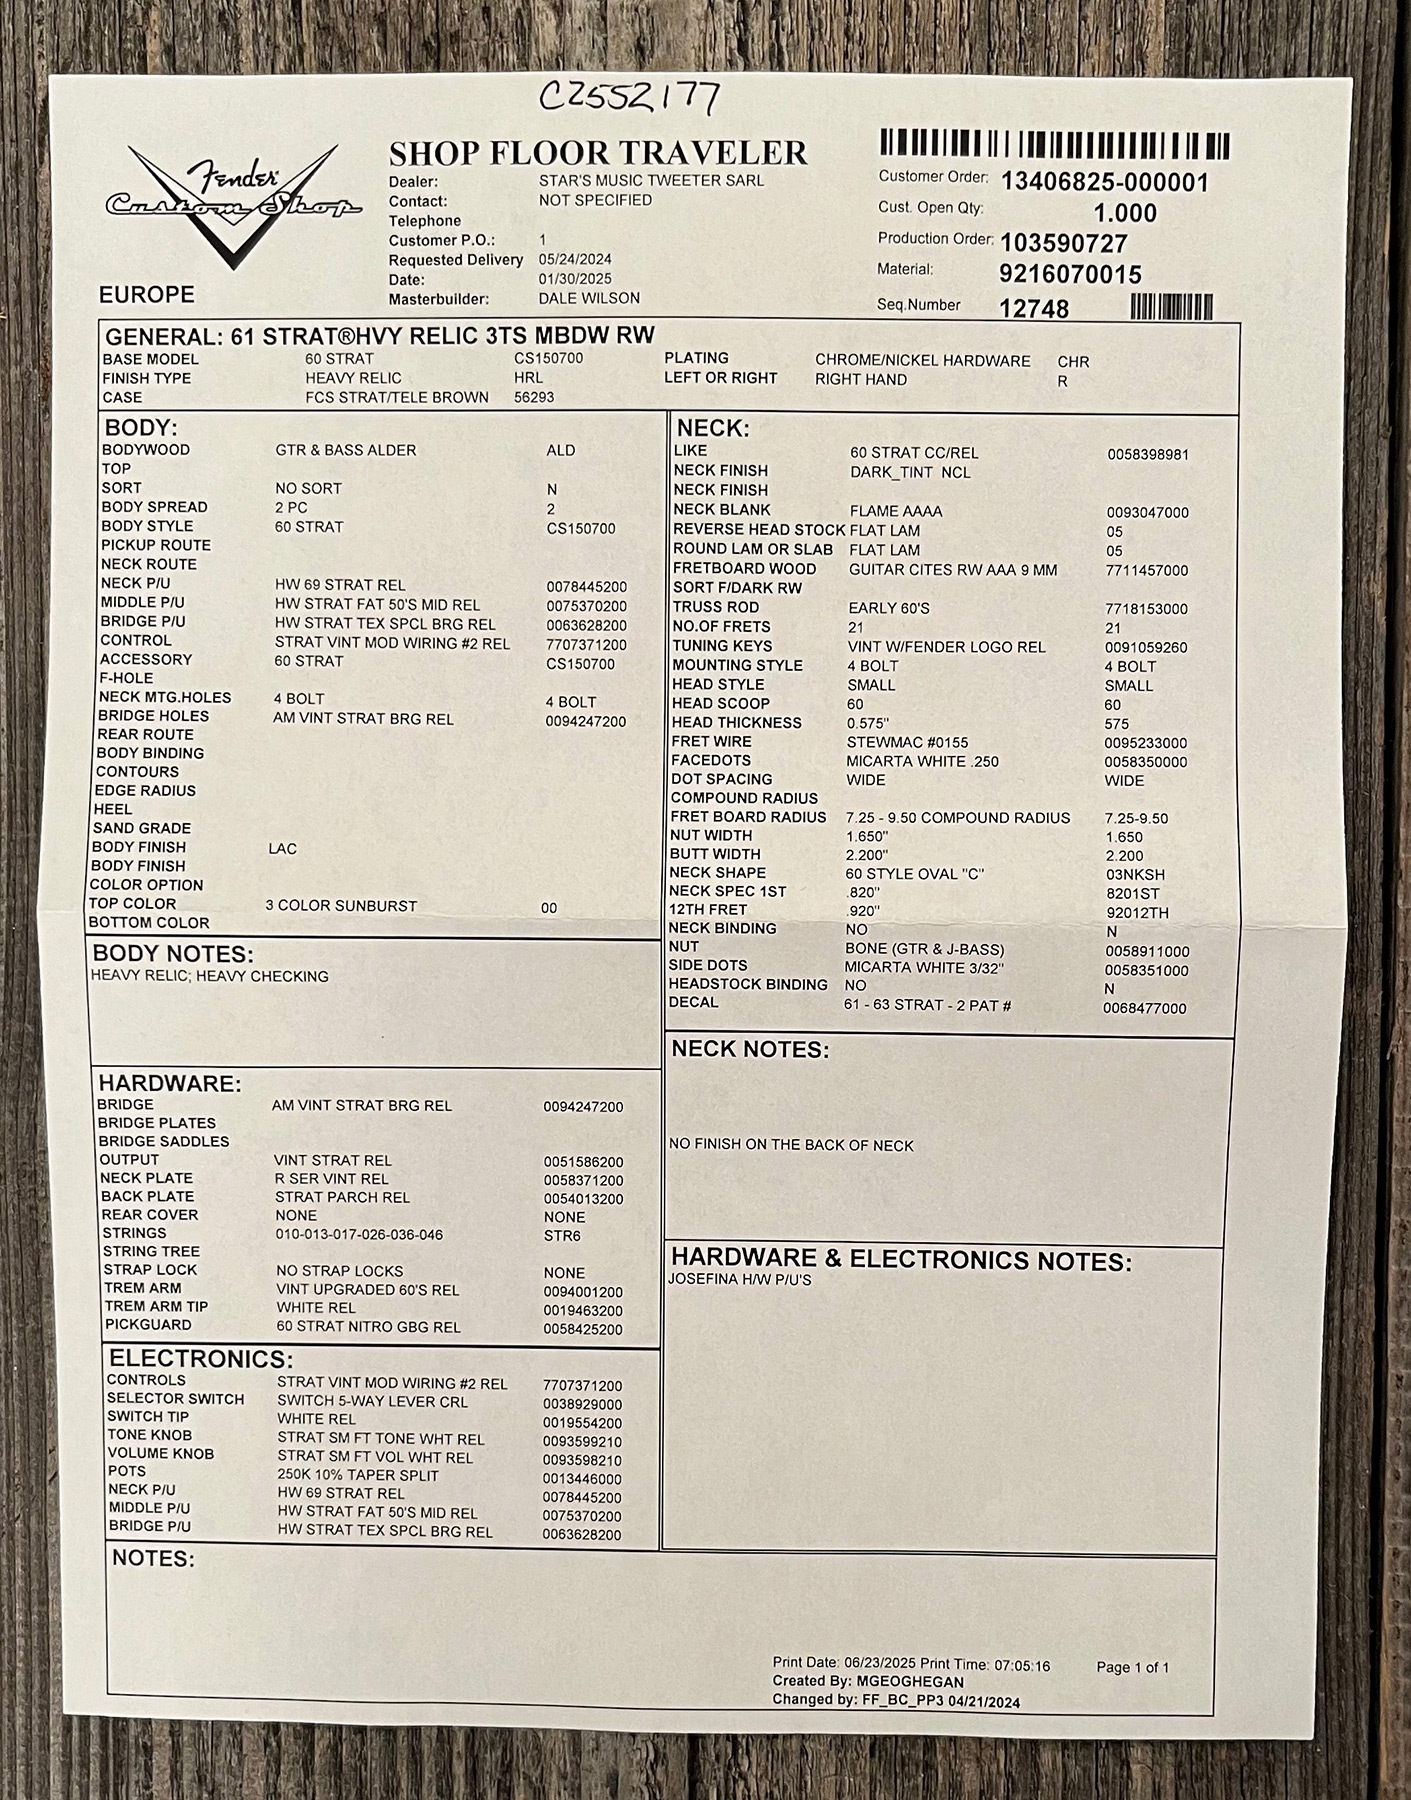 CZ552177
Fender
Custom Shop
EUROPE
SHOP FLOOR TRAVELER
Dealer: STAR'S MUSIC TWEETER SARL
Contact: NOT SPECIFIED
Telephone
Customer P.O.: 1
Requested Delivery 05/24/2024
Date: 01/30/2025
Masterbuilder: DALE WILSON
Customer Order: 13406825-000001
Cust. Open Qty: 1.000
Production Order: 103590727
Material: 9216070015
Seq.Number 12748
GENERAL: 61 STRAT®HVY RELIC 3TS MBDW RW
BASE MODEL 60 STRAT CS150700
FINISH TYPE HEAVY RELIC HRL
CASE FCS STRAT/TELE BROWN 56293
PLATING CHROME/NICKEL HARDWARE CHR
LEFT OR RIGHT RIGHT HAND R
BODY:
BODYWOOD GTR & BASS ALDER ALD
TOP
SORT NO SORT N
BODY SPREAD 2 PC 2
BODY STYLE 60 STRAT CS150700
PICKUP ROUTE
NECK ROUTE
NECK P/U HW 69 STRAT REL 0078445200
MIDDLE P/U HW STRAT FAT 50'S MID REL 0075370200
BRIDGE P/U HW STRAT TEX SPCL BRG REL 0063628200
CONTROL STRAT VINT MOD WIRING #2 REL 7707371200
ACCESSORY 60 STRAT CS150700
F-HOLE
NECK MTG.HOLES 4 BOLT 4 BOLT
BRIDGE HOLES AM VINT STRAT BRG REL 0094247200
REAR ROUTE
BODY BINDING
CONTOURS
EDGE RADIUS
HEEL
SAND GRADE
BODY FINISH LAC
BODY FINISH
COLOR OPTION
TOP COLOR 3 COLOR SUNBURST 00
BOTTOM COLOR
BODY NOTES:
HEAVY RELIC; HEAVY CHECKING
HARDWARE:
BRIDGE AM VINT STRAT BRG REL 0094247200
BRIDGE PLATES
BRIDGE SADDLES
OUTPUT VINT STRAT REL 0051586200
NECK PLATE R SER VINT REL 0058371200
BACK PLATE STRAT PARCH REL 0054013200
REAR COVER NONE NONE
STRINGS 010-013-017-026-036-046 STR6
STRING TREE
STRAP LOCK NO STRAP LOCKS NONE
TREM ARM VINT UPGRADED 60'S REL 0094001200
TREM ARM TIP WHITE REL 0019463200
PICKGUARD 60 STRAT NITRO GBG REL 0058425200
ELECTRONICS:
CONTROLS STRAT VINT MOD WIRING #2 REL 7707371200
SELECTOR SWITCH SWITCH 5-WAY LEVER CRL 0038929000
SWITCH TIP WHITE REL 0019554200
TONE KNOB STRAT SM FT TONE WHT REL 0093599210
VOLUME KNOB STRAT SM FT VOL WHT REL 0093598210
POTS 250K 10% TAPER SPLIT 0013446000
NECK P/U HW 69 STRAT REL 0078445200
MIDDLE P/U HW STRAT FAT 50'S MID REL 0075370200
BRIDGE P/U HW STRAT TEX SPCL BRG REL 0063628200
NECK:
LIKE 60 STRAT CC/REL 0058398981
NECK FINISH DARK_TINT NCL
NECK FINISH
NECK BLANK FLAME AAAA 0093047000
REVERSE HEAD STOCK FLAT LAM 05
ROUND LAM OR SLAB FLAT LAM 05
FRETBOARD WOOD GUITAR CITES RW AAA 9 MM 7711457000
SORT F/DARK RW
TRUSS ROD EARLY 60'S 7718153000
NO.OF FRETS 21 21
TUNING KEYS VINT W/FENDER LOGO REL 0091059260
MOUNTING STYLE 4 BOLT 4 BOLT
HEAD STYLE SMALL SMALL
HEAD SCOOP 60 60
HEAD THICKNESS 0.575" 575
FRET WIRE STEWMAC #0155 0095233000
FACEDOTS MICARTA WHITE .250 0058350000
DOT SPACING WIDE WIDE
COMPOUND RADIUS
FRET BOARD RADIUS 7.25 - 9.50 COMPOUND RADIUS 7.25-9.50
NUT WIDTH 1.650" 1.650
BUTT WIDTH 2.200" 2.200
NECK SHAPE 60 STYLE OVAL "C" 03NKSH
NECK SPEC 1ST .820" 8201ST
12TH FRET .920" 92012TH
NECK BINDING NO N
NUT BONE (GTR & J-BASS) 0058911000
SIDE DOTS MICARTA WHITE 3/32" 0058351000
HEADSTOCK BINDING NO N
DECAL 61 - 63 STRAT - 2 PAT # 0068477000
NECK NOTES:
NO FINISH ON THE BACK OF NECK
HARDWARE & ELECTRONICS NOTES:
JOSEFINA H/W P/U'S
NOTES:
Print Date: 06/23/2025 Print Time: 07:05:16 Page 1 of 1
Created By: MGEOGHEGAN
Changed by: FF_BC_PP3 04/21/2024